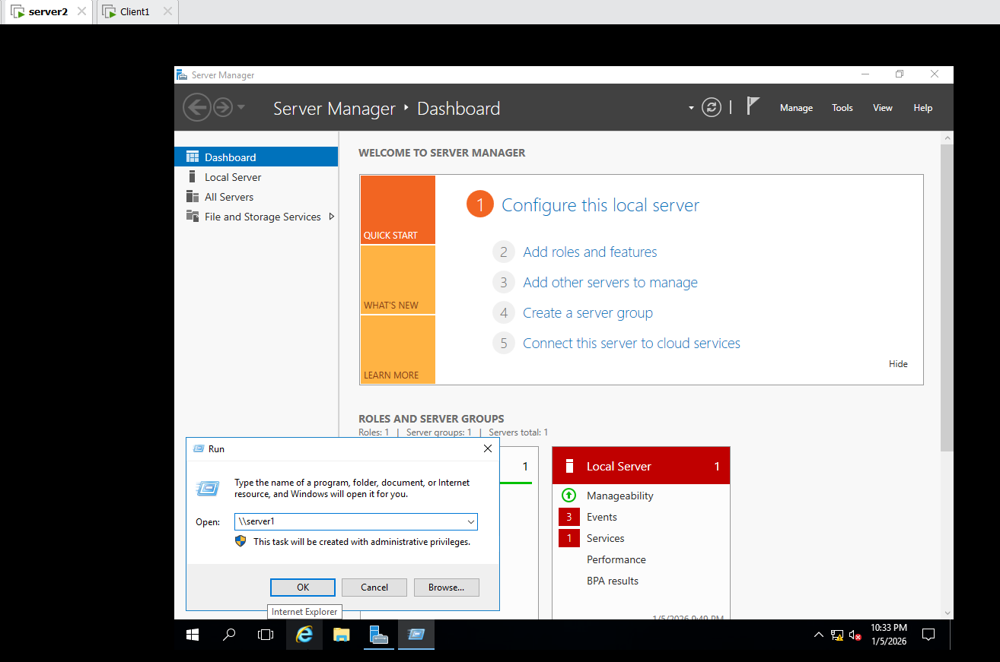 server2
Client1
Server Manager
Server Manager Dashboard
Manage Tools View Help
Dashboard
Local Server
All Servers
File and Storage Services
WELCOME TO SERVER MANAGER
QUICK START
WHAT'S NEW
LEARN MORE
1 Configure this local server
2 Add roles and features
3 Add other servers to manage
4 Create a server group
5 Connect this server to cloud services
Hide
ROLES AND SERVER GROUPS
Roles: 1 | Server groups: 1 | Servers total: 1
1
Local Server 1
Manageability
3 Events
1 Services
Performance
BPA results
1/5/2026 9:49 PM
Run
Type the name of a program, folder, document, or Internet
resource, and Windows will open it for you.
Open: \\server1
This task will be created with administrative privileges.
OK Cancel Browse...
Internet Explorer
10:33 PM
1/5/2026